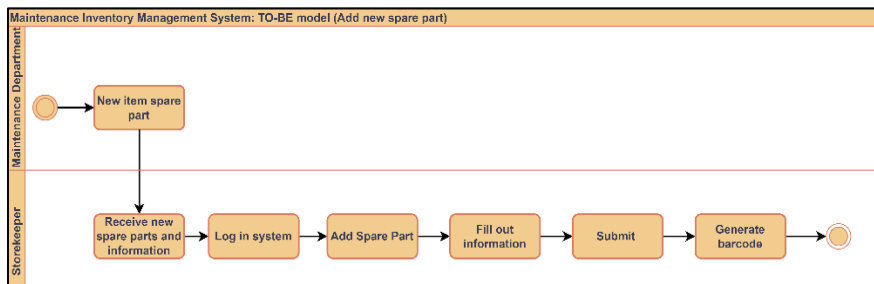 Maintenance Inventory Management System: TO-BE model (Add new spare part)
Maintenance Department
New item spare
part
Storekeeper
Receive new
spare parts and
information
Log in system
Add Spare Part
Fill out
information
Submit
Generate
barcode